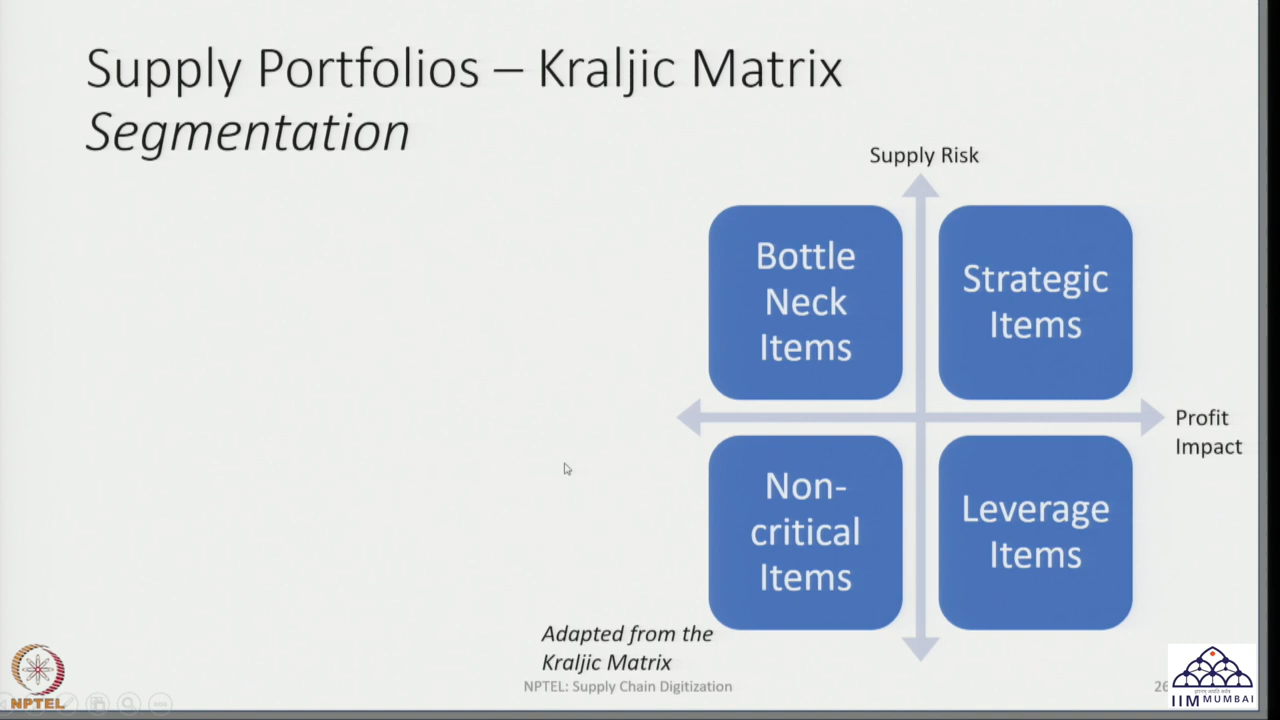 Supply Portfolios – Kraljic Matrix
Segmentation
Supply Risk
Bottle
Neck
Items
Strategic
Items
Profit
Impact
Non-
critical
Items
Leverage
Items
Adapted from the
Kraljic Matrix
NPTEL: Supply Chain Digitization
26
NPTEL
IIM MUMBAI